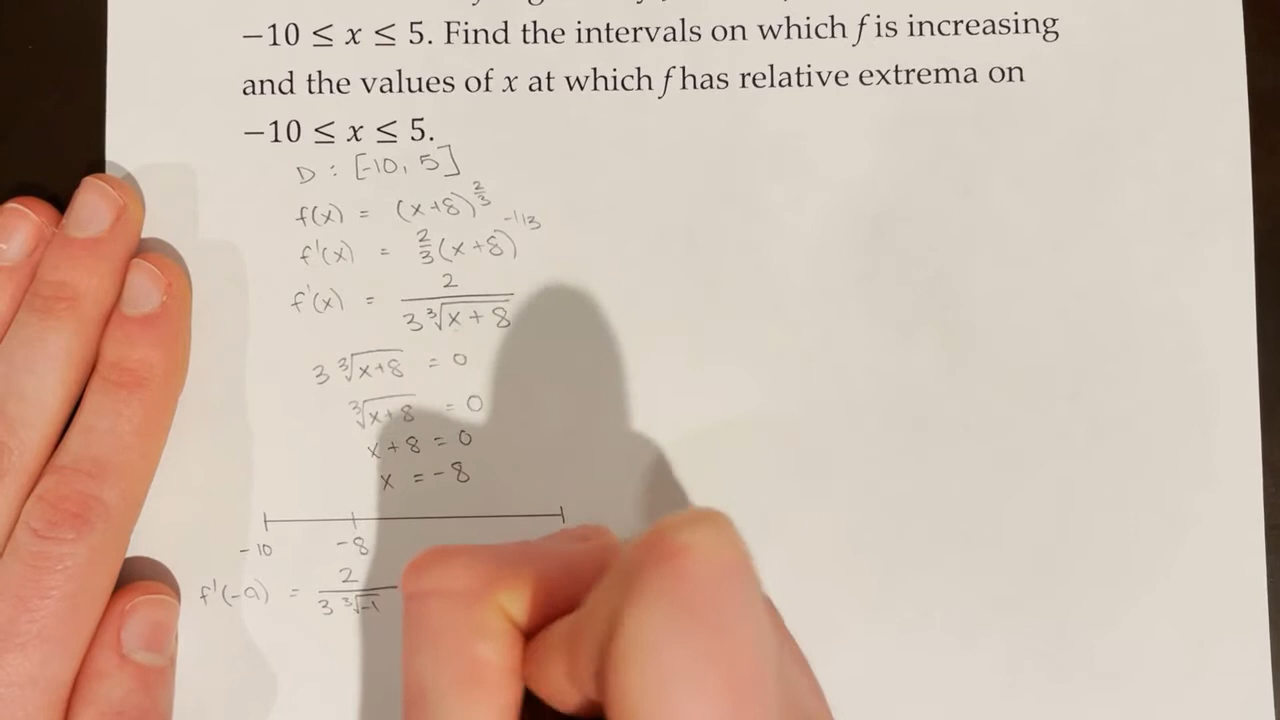 −10 ≤ x ≤ 5. Find the intervals on which f is increasing
and the values of x at which f has relative extrema on
−10 ≤ x ≤ 5.
D : [-10, 5]
f(x) = (x+8)^(2/3)
f'(x) = 2/3 (x+8)^(-1/3)
f'(x) = 2 / (3 ∛(x+8))
3 ∛(x+8) = 0
∛(x+8) = 0
x+8 = 0
x = -8
-10 -8
f'(-9) = 2 / (3 ∛-1)